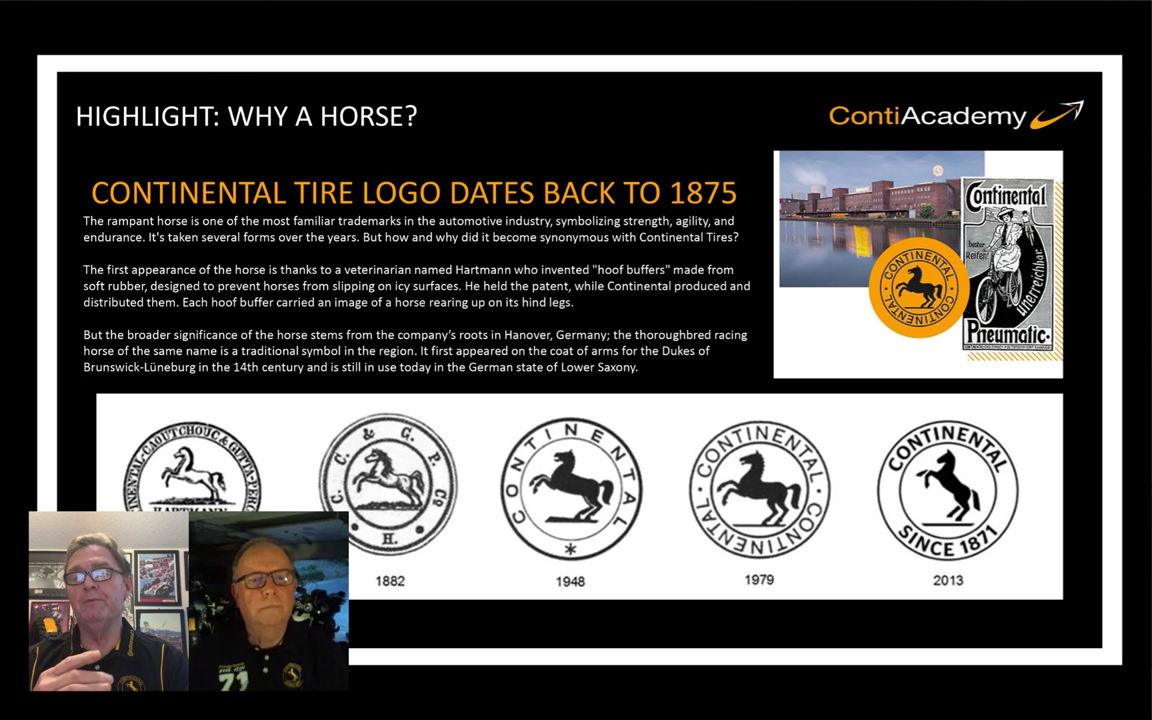 HIGHLIGHT: WHY A HORSE?
ContiAcademy
CONTINENTAL TIRE LOGO DATES BACK TO 1875
The rampant horse is one of the most familiar trademarks in the automotive industry, symbolizing strength, agility, and
endurance. It's taken several forms over the years. But how and why did it become synonymous with Continental Tires?
The first appearance of the horse is thanks to a veterinarian named Hartmann who invented "hoof buffers" made from
soft rubber, designed to prevent horses from slipping on icy surfaces. He held the patent, while Continental produced and
distributed them. Each hoof buffer carried an image of a horse rearing up on its hind legs.
But the broader significance of the horse stems from the company’s roots in Hanover, Germany; the thoroughbred racing
horse of the same name is a traditional symbol in the region. It first appeared on the coat of arms for the Dukes of
Brunswick-Lüneburg in the 14th century and is still in use today in the German state of Lower Saxony.
Continental
bester
Reifen!
unerreichbar.
Pneumatic.
CONTINENTAL CONTINENTAL
C. & G. P. Co
C. H.
1882
CONTINENTAL
*
1948
CONTINENTAL · CONTINENTAL ·
1979
CONTINENTAL
SINCE 1871
2013
71